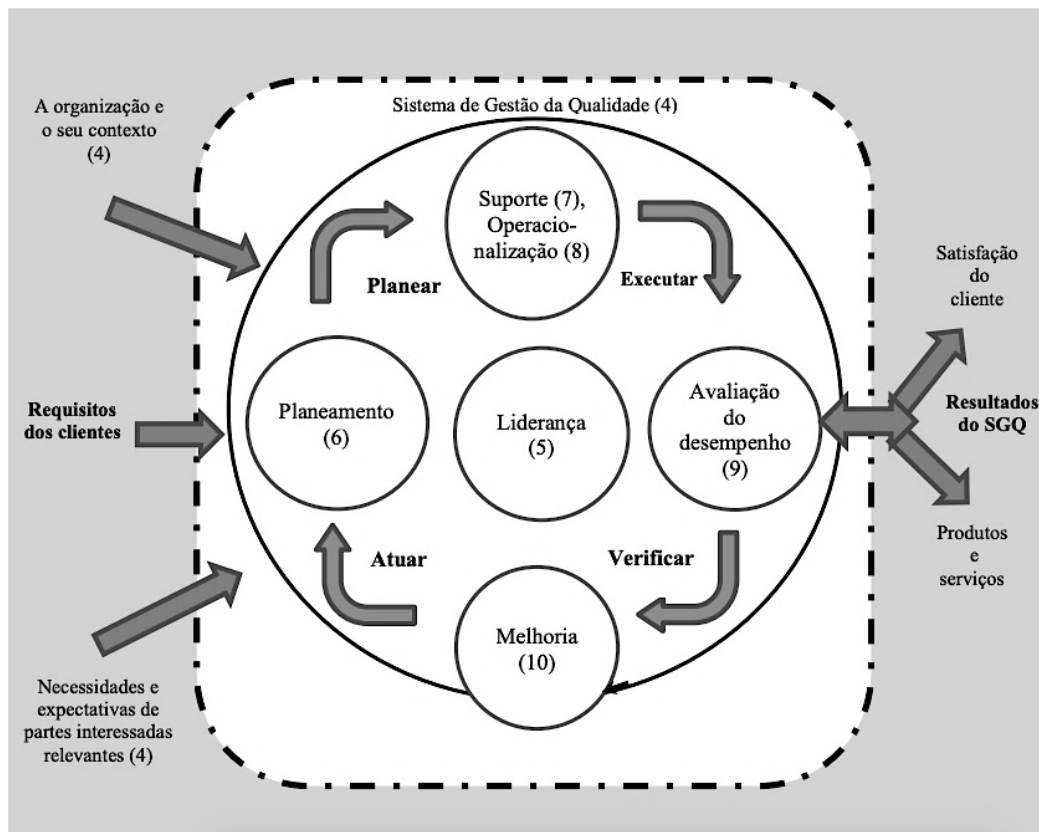 Sistema de Gestão da Qualidade (4)
A organização e
o seu contexto
(4)
Suporte (7),
Operacio-
nalização (8)
Planear
Executar
Satisfação
do
cliente
Requisitos
dos clientes
Planeamento
(6)
Liderança
(5)
Avaliação
do
desempenho
(9)
Resultados
do SGQ
Atuar
Verificar
Produtos
e
serviços
Melhoria
(10)
Necessidades e
expectativas de
partes interessadas
relevantes (4)